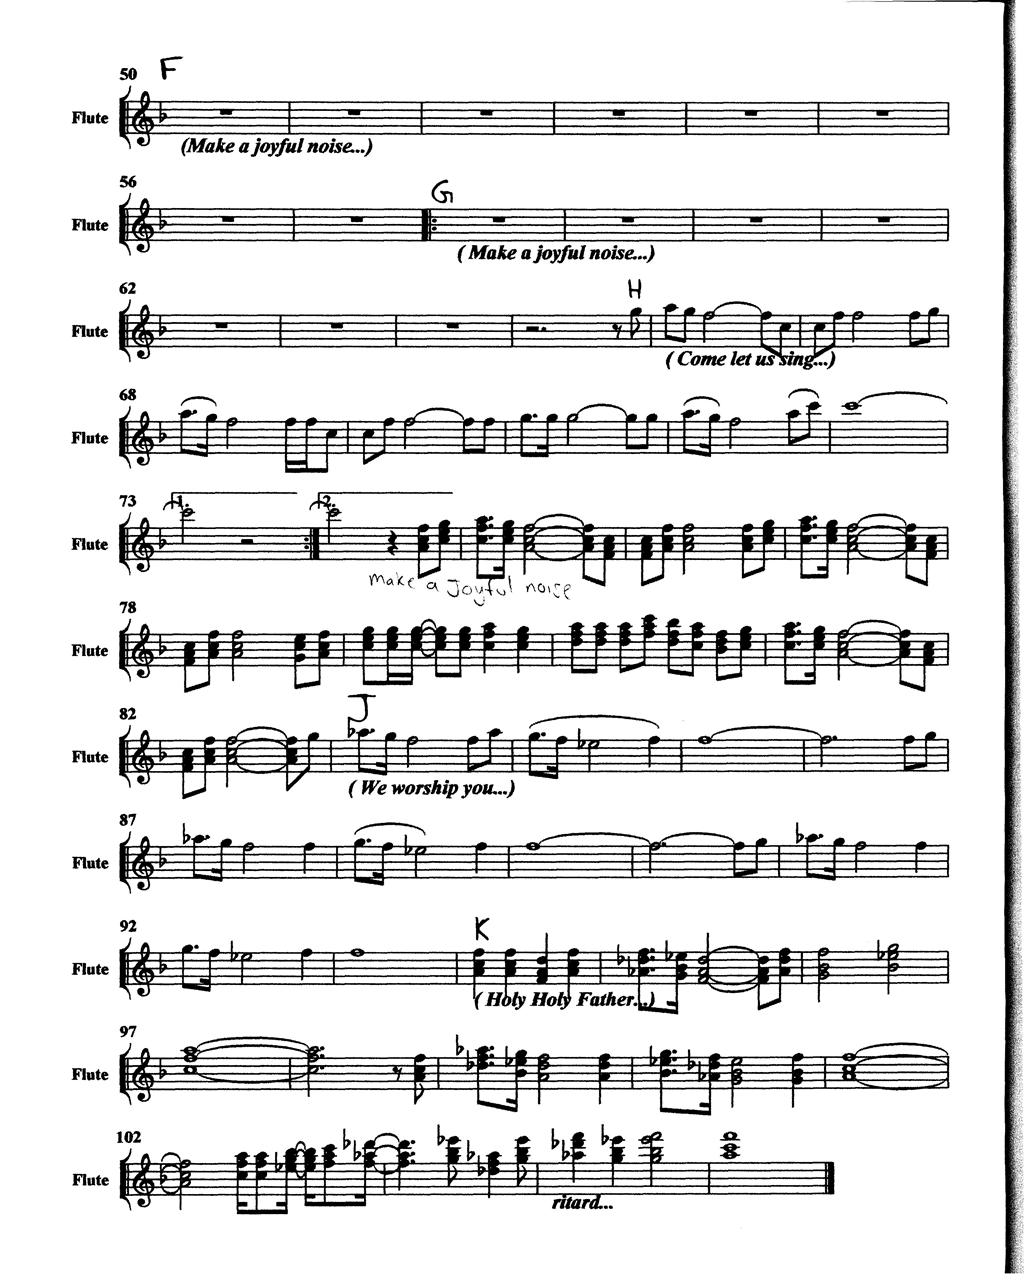 50 F
Flute
(Make a joyful noise...)
56
G
Flute
( Make a joyful noise...)
62
H
Flute
( Come let us sing...)
68
Flute
73 1. 2.
Flute
make a Joyful noise
78
Flute
82
J
Flute
( We worship you...)
87
Flute
92
K
Flute
( Holy Holy Father...)
97
Flute
102
Flute
ritard...